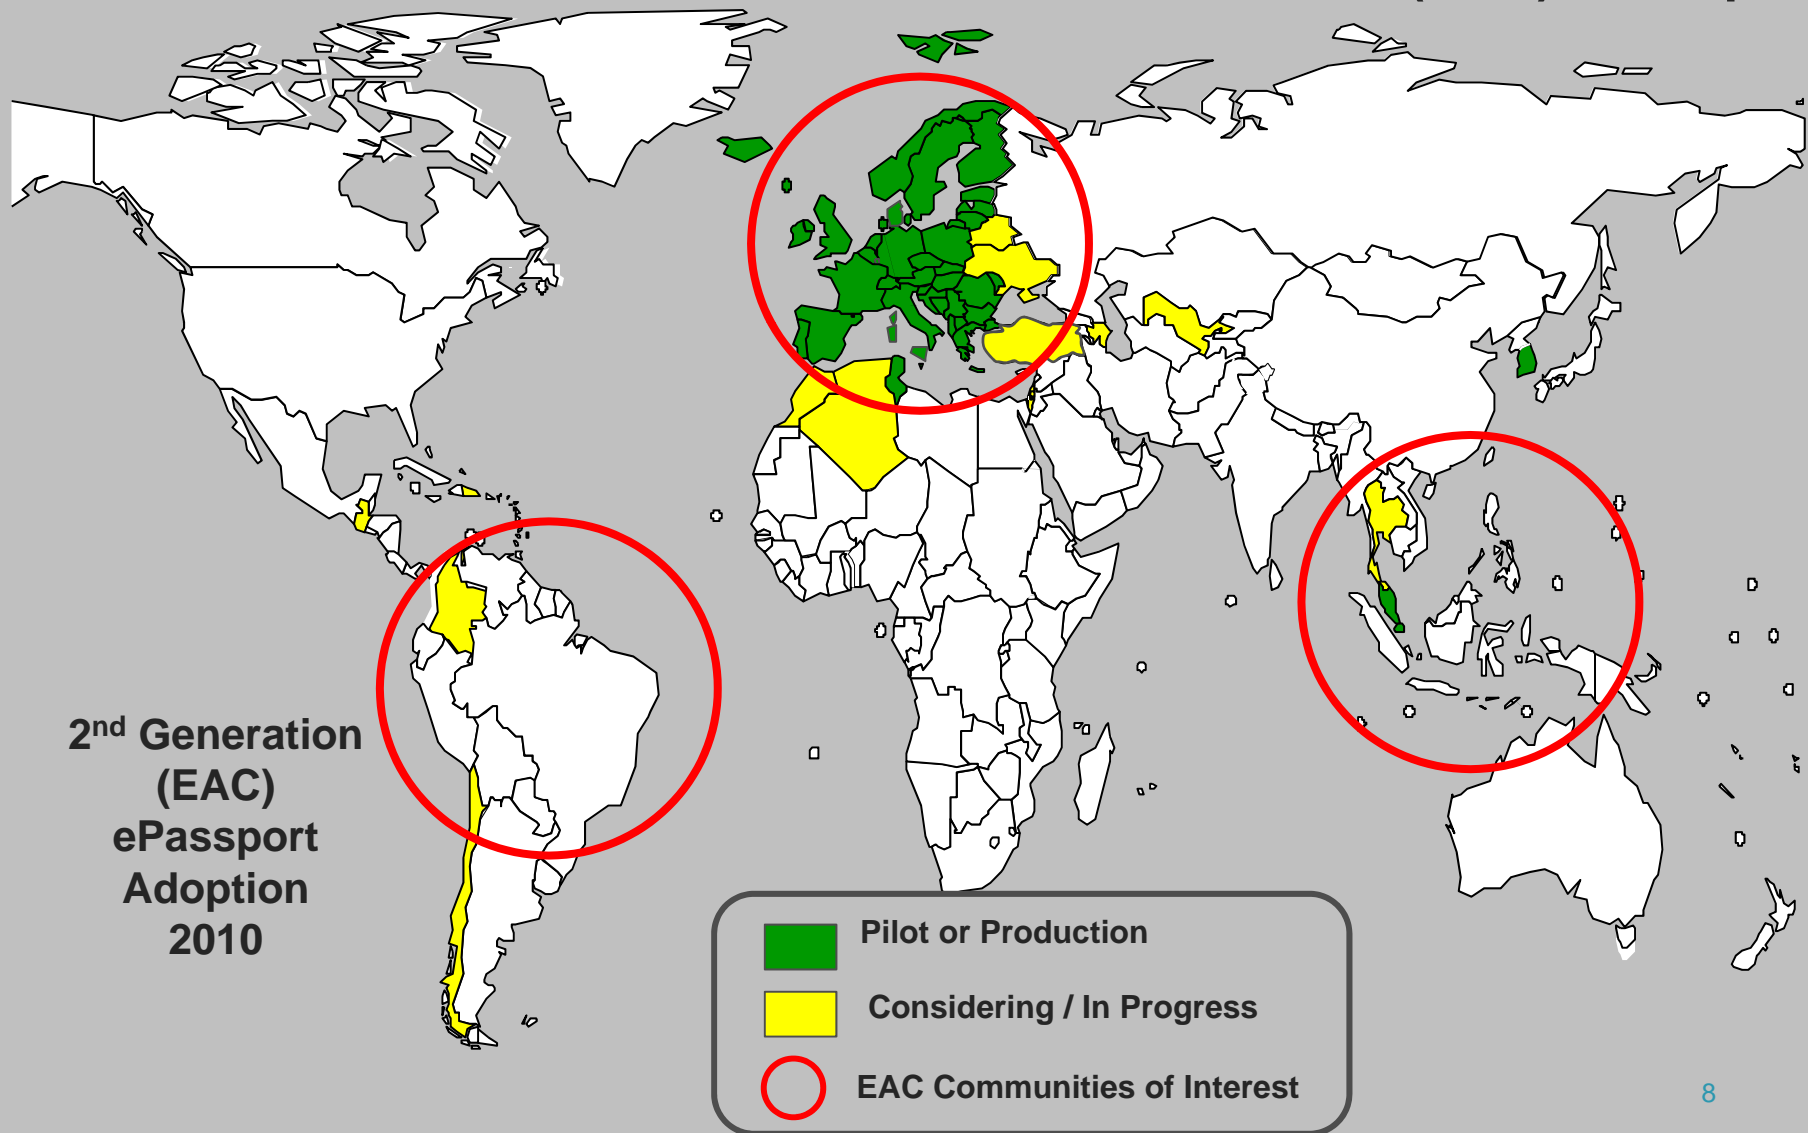 2nd Generation
(EAC)
ePassport
Adoption
2010
Pilot or Production
Considering / In Progress
EAC Communities of Interest
8